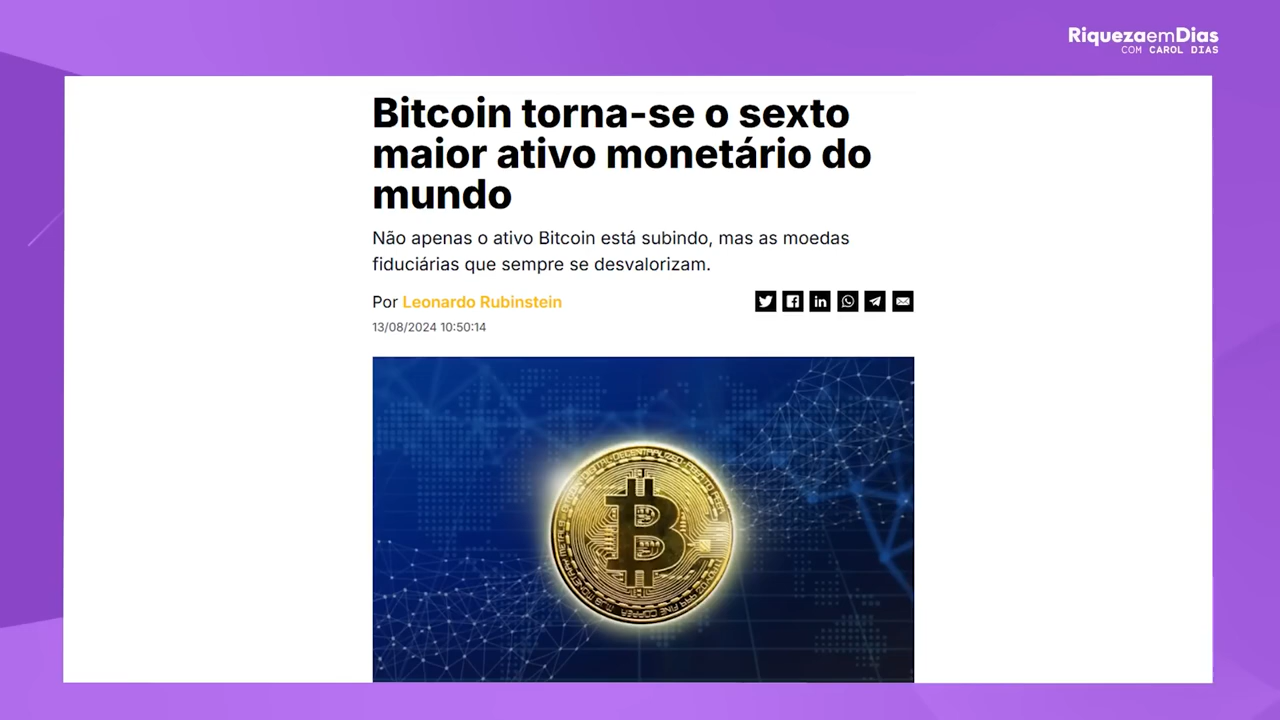 RiquezaemDias
COM CAROL DIAS
Bitcoin torna-se o sexto
maior ativo monetário do
mundo
Não apenas o ativo Bitcoin está subindo, mas as moedas
fiduciárias que sempre se desvalorizam.
Por Leonardo Rubinstein
13/08/2024 10:50:14